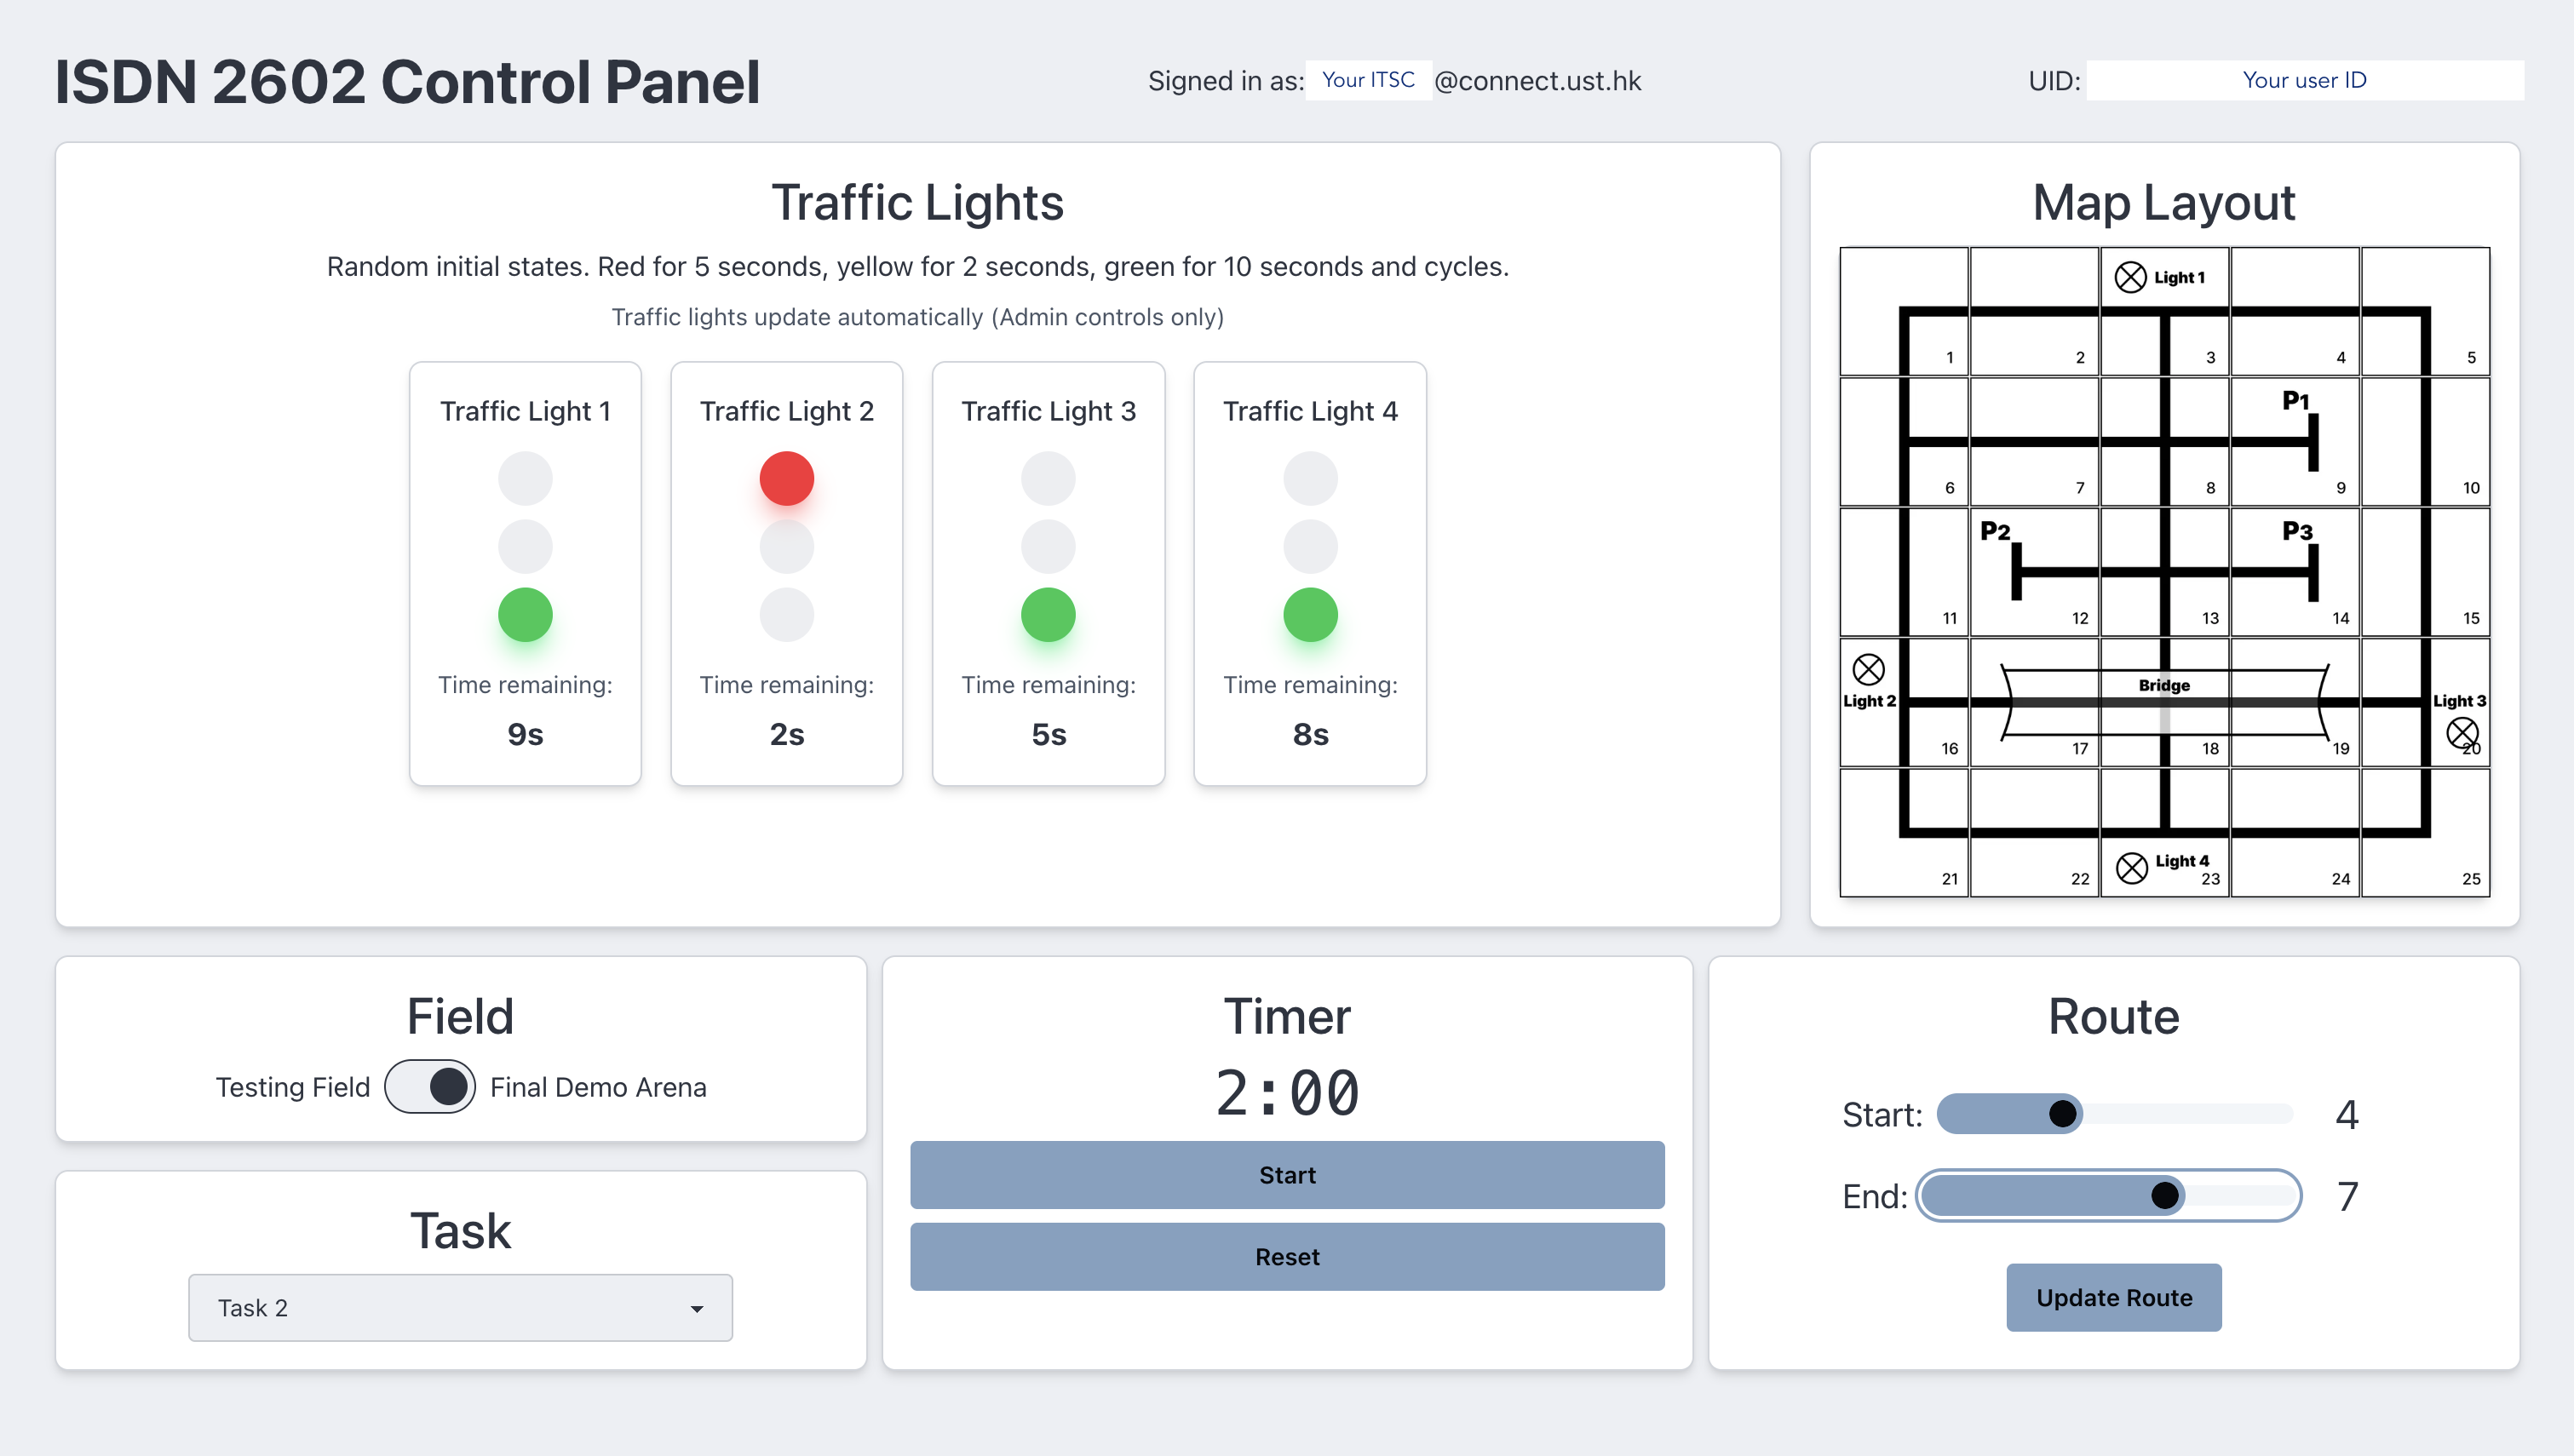 ISDN 2602 Control Panel
Signed in as: Your ITSC @connect.ust.hk
UID: Your user ID
Traffic Lights
Random initial states. Red for 5 seconds, yellow for 2 seconds, green for 10 seconds and cycles.
Traffic lights update automatically (Admin controls only)
Traffic Light 1
Time remaining:
9s
Traffic Light 2
Time remaining:
2s
Traffic Light 3
Time remaining:
5s
Traffic Light 4
Time remaining:
8s
Map Layout
Light 1
1 2 3 4 5
P1
6 7 8 9 10
P2 P3
11 12 13 14 15
Bridge
Light 2 Light 3
16 17 18 19 20
Light 4
21 22 23 24 25
Field
Testing Field Final Demo Arena
Task
Task 2
Timer
2:00
Start
Reset
Route
Start: 4
End: 7
Update Route